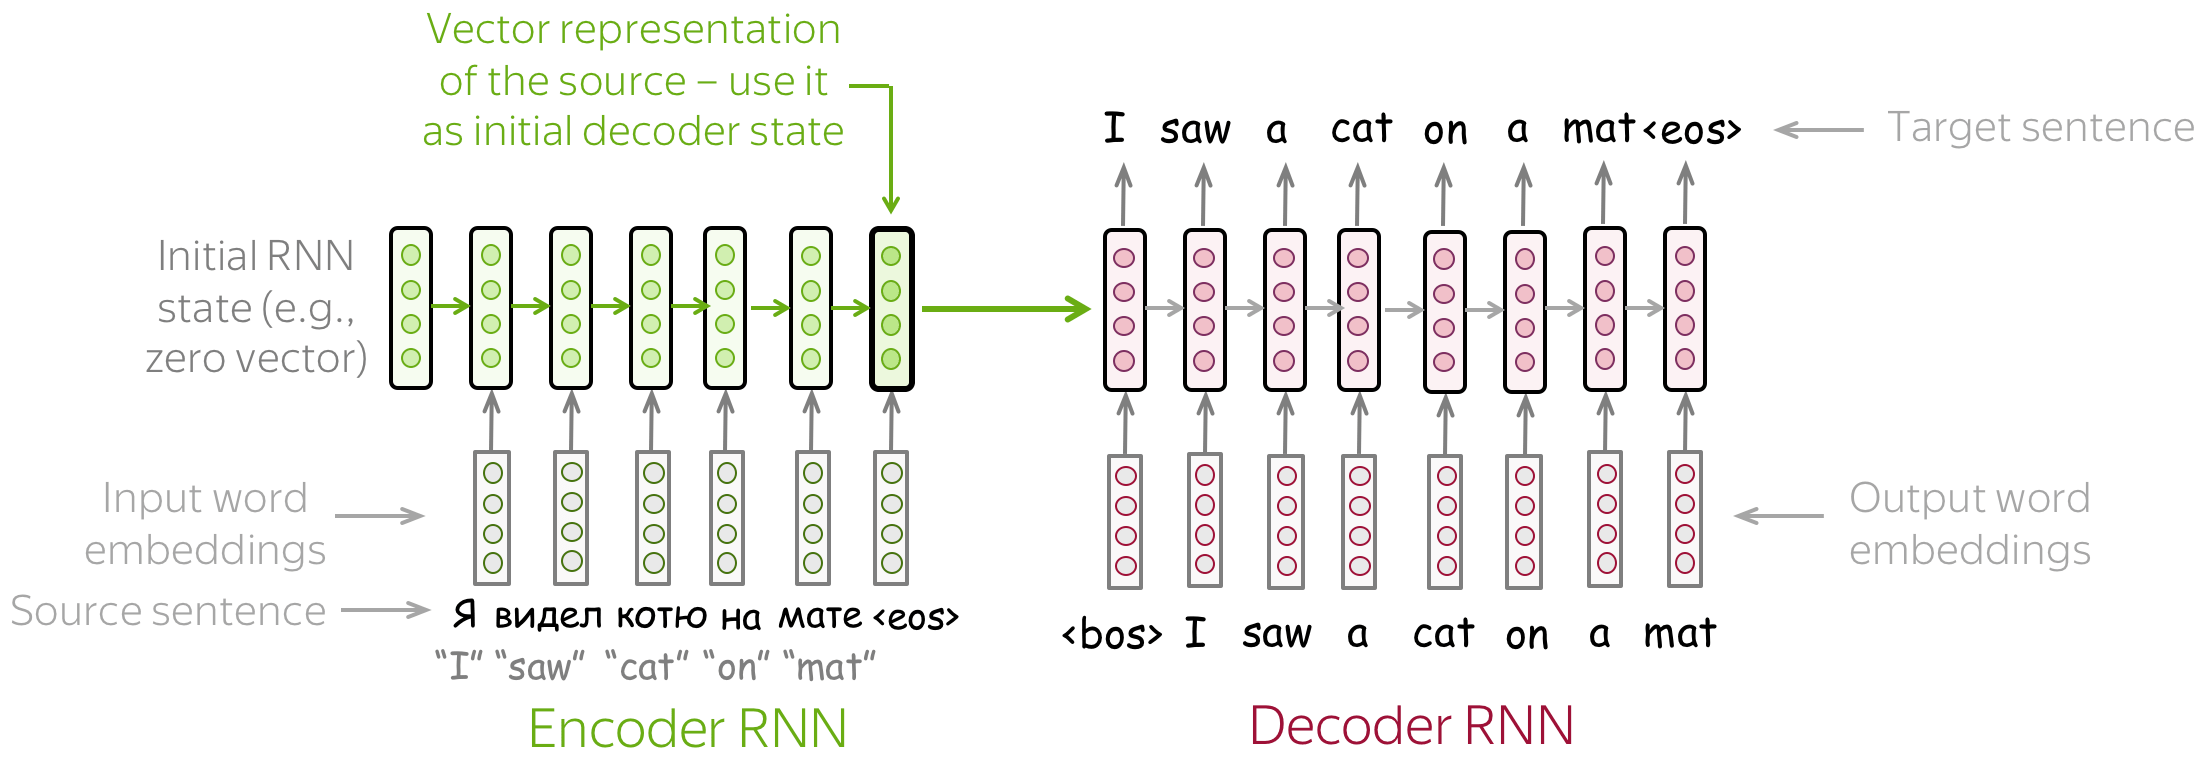 Vector representation
of the source – use it
as initial decoder state
I saw a cat on a mat <eos>
Target sentence
Initial RNN
state (e.g.,
zero vector)
Input word
embeddings
Output word
embeddings
Source sentence
Я видел котю на мате <eos>
“I” “saw” “cat” “on” “mat”
<bos> I saw a cat on a mat
Encoder RNN
Decoder RNN